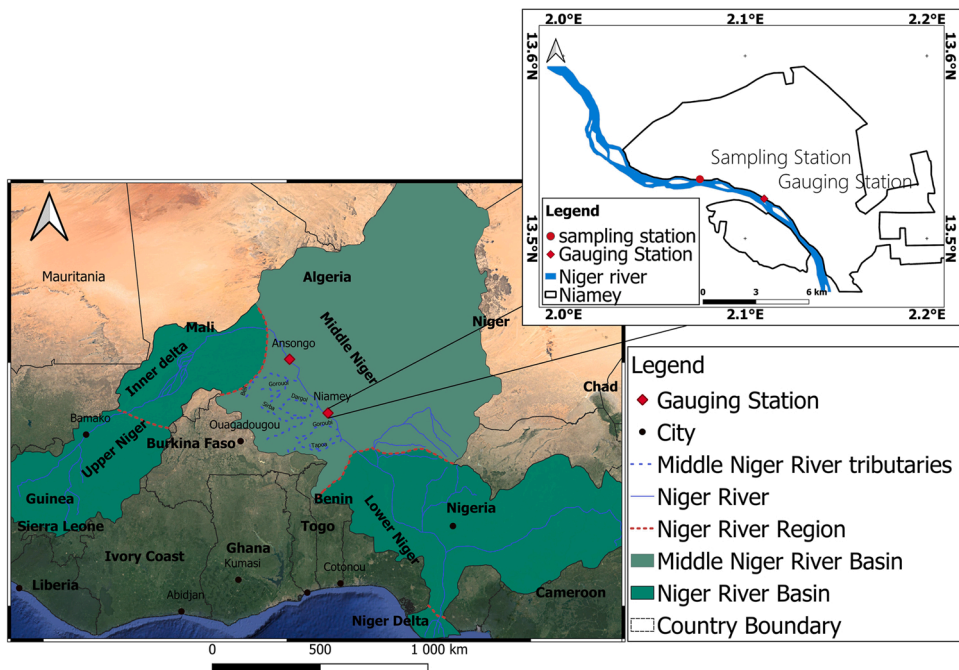 2.0°E
2.1°E
2.2°E
13.6°N
13.6°N
Sampling Station
Gauging Station
Legend
sampling station
Gauging Station
Niger river
Niamey
13.5°N
13.5°N
0
3
6 km
2.0°E
2.1°E
2.2°E
Mauritania
Algeria
Mali
Niger
Middle Niger
Ansongo
Inner delta
Gorouol
Dargol
Sirba
Niamey
Chad
Goroubi
Ouagadougou
Bamako
Upper Niger
Burkina Faso
Tapoa
Guinea
Benin
Nigeria
Sierra Leone
Togo
Lower Niger
Ivory Coast
Ghana
Kumasi
Cotonou
Liberia
Abidjan
Cameroon
Niger Delta
0
500
1 000 km
Legend
Gauging Station
City
Middle Niger River tributaries
Niger River
Niger River Region
Middle Niger River Basin
Niger River Basin
Country Boundary